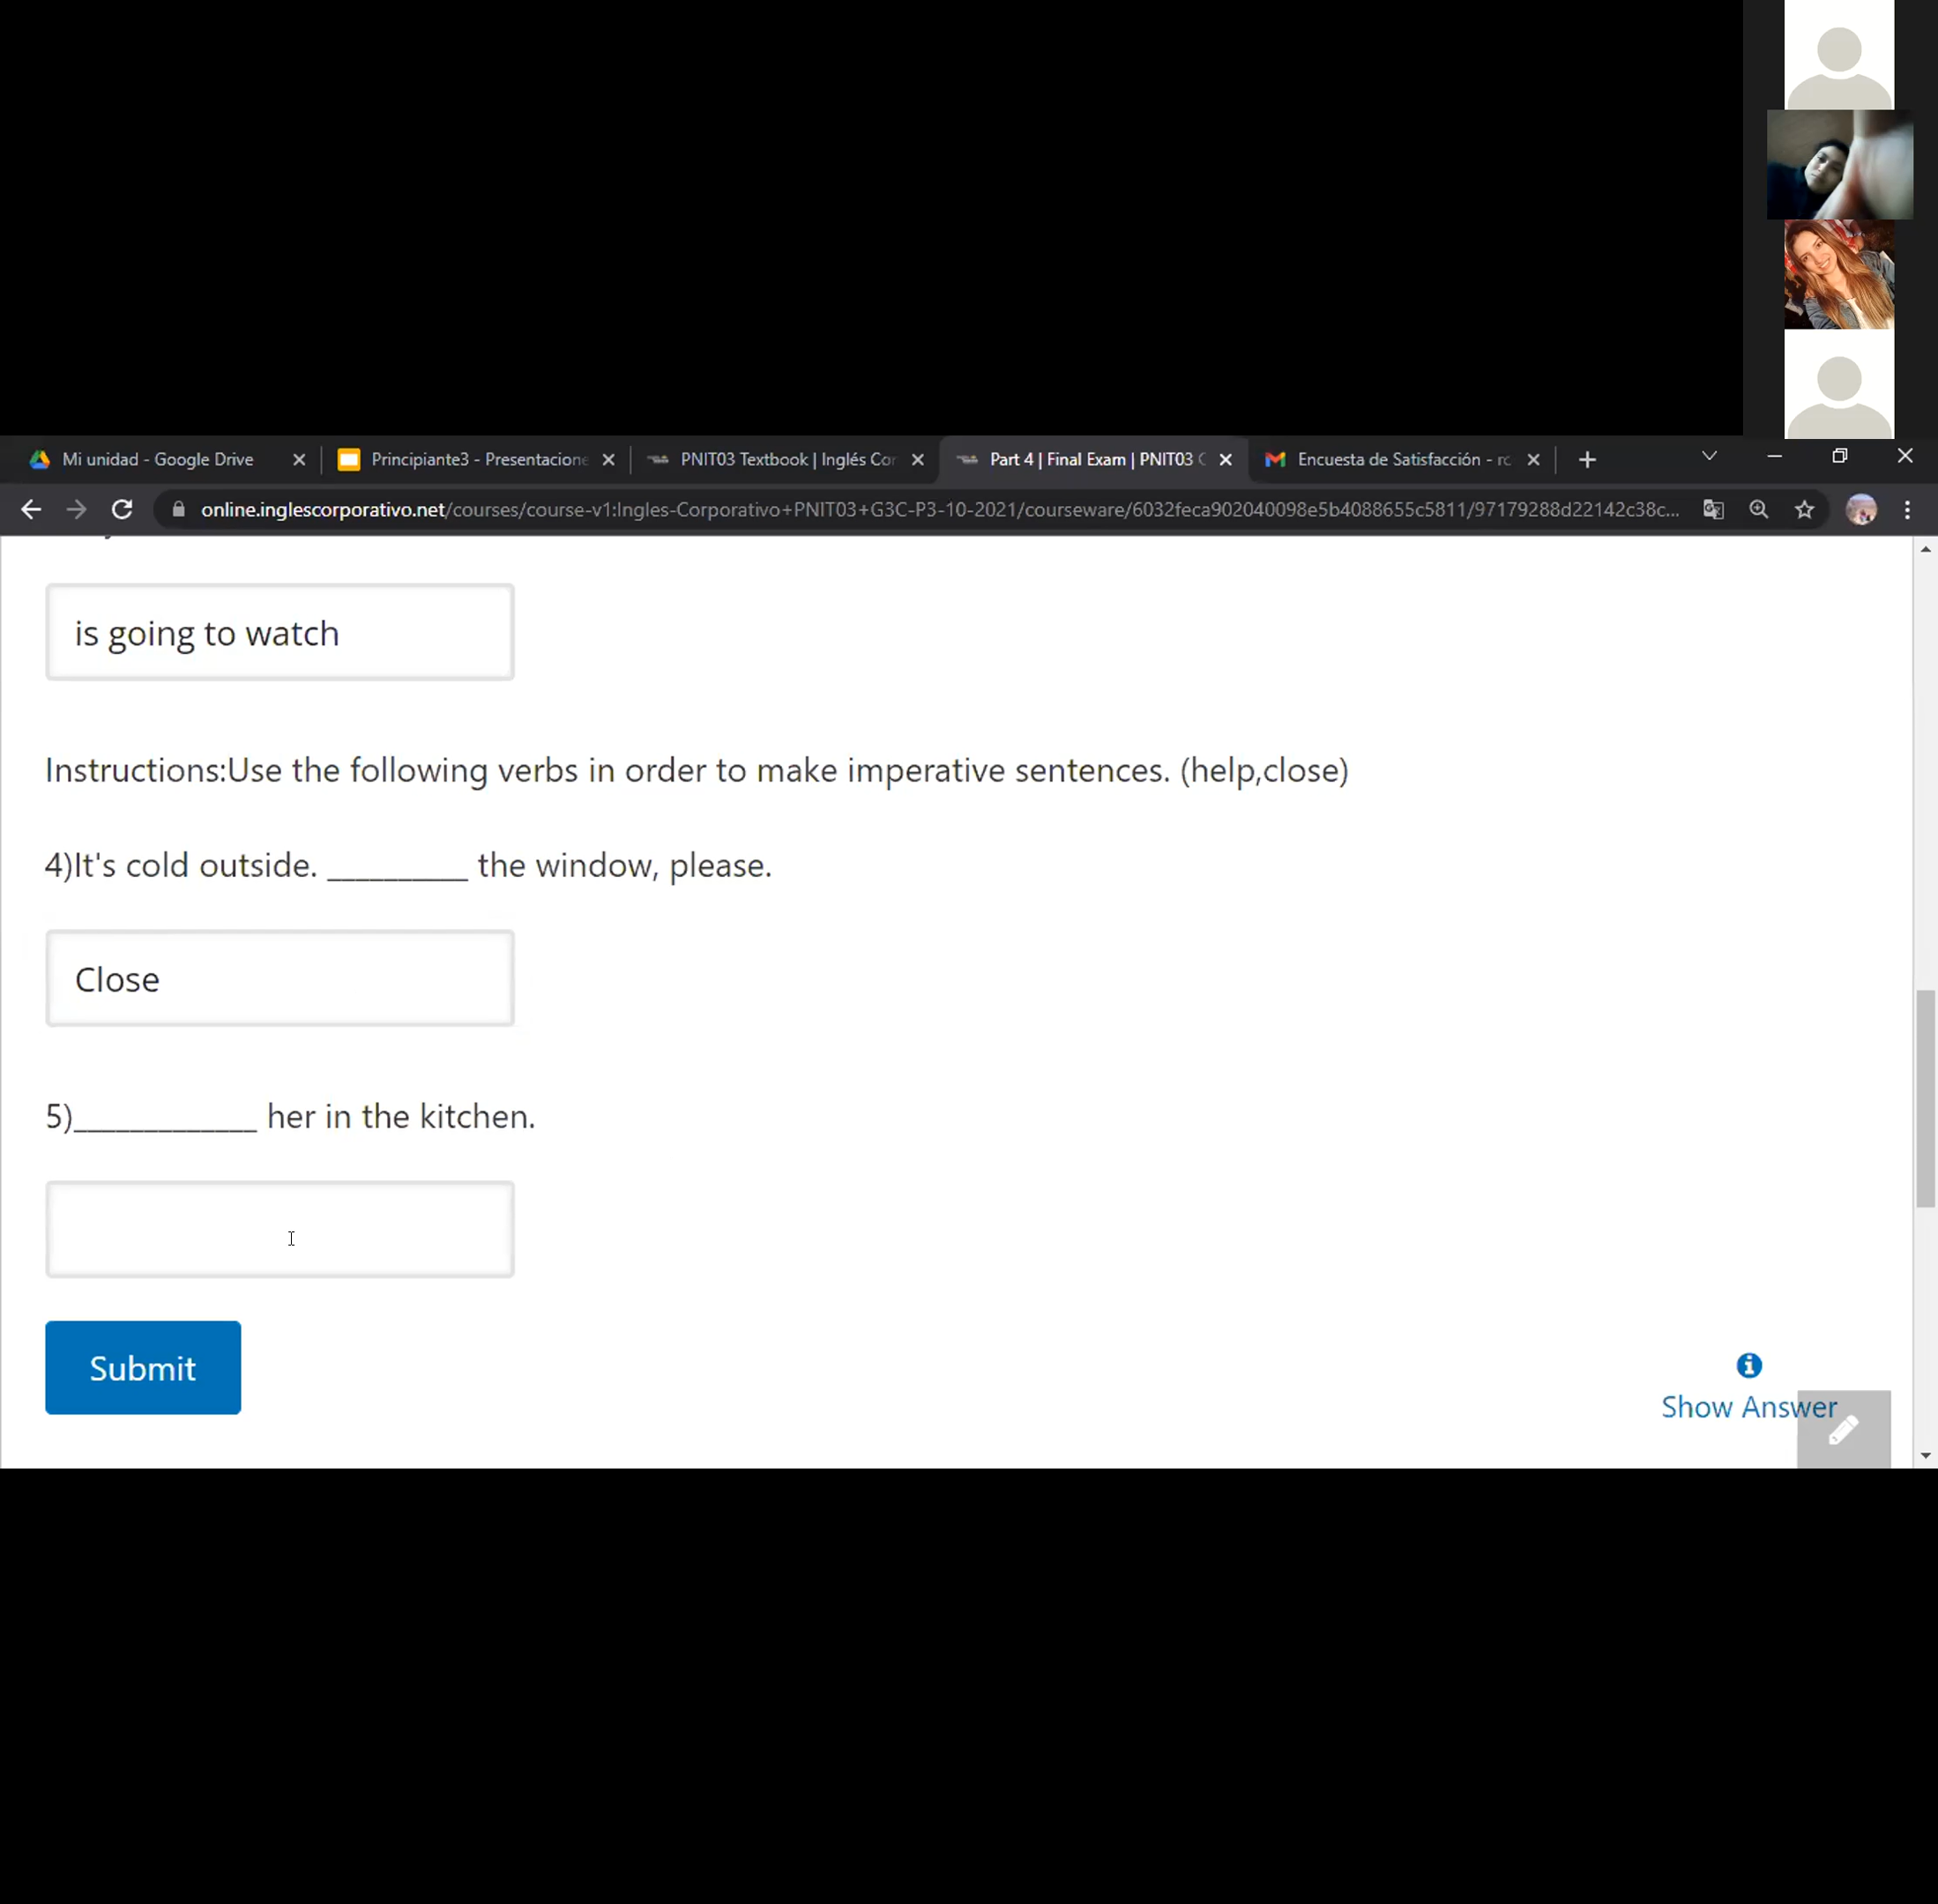 Mi unidad - Google Drive
Principiante3 - Presentacione
PNIT03 Textbook | Inglés Cor
Part 4 | Final Exam | PNIT03
Encuesta de Satisfacción - ro
online.inglescorporativo.net/courses/course-v1:Ingles-Corporativo+PNIT03+G3C-P3-10-2021/courseware/6032feca902040098e5b4088655c5811/97179288d22142c38c...
is going to watch
Instructions:Use the following verbs in order to make imperative sentences. (help,close)
4)It's cold outside. __________ the window, please.
Close
5)_____________ her in the kitchen.
Submit
Show Answer